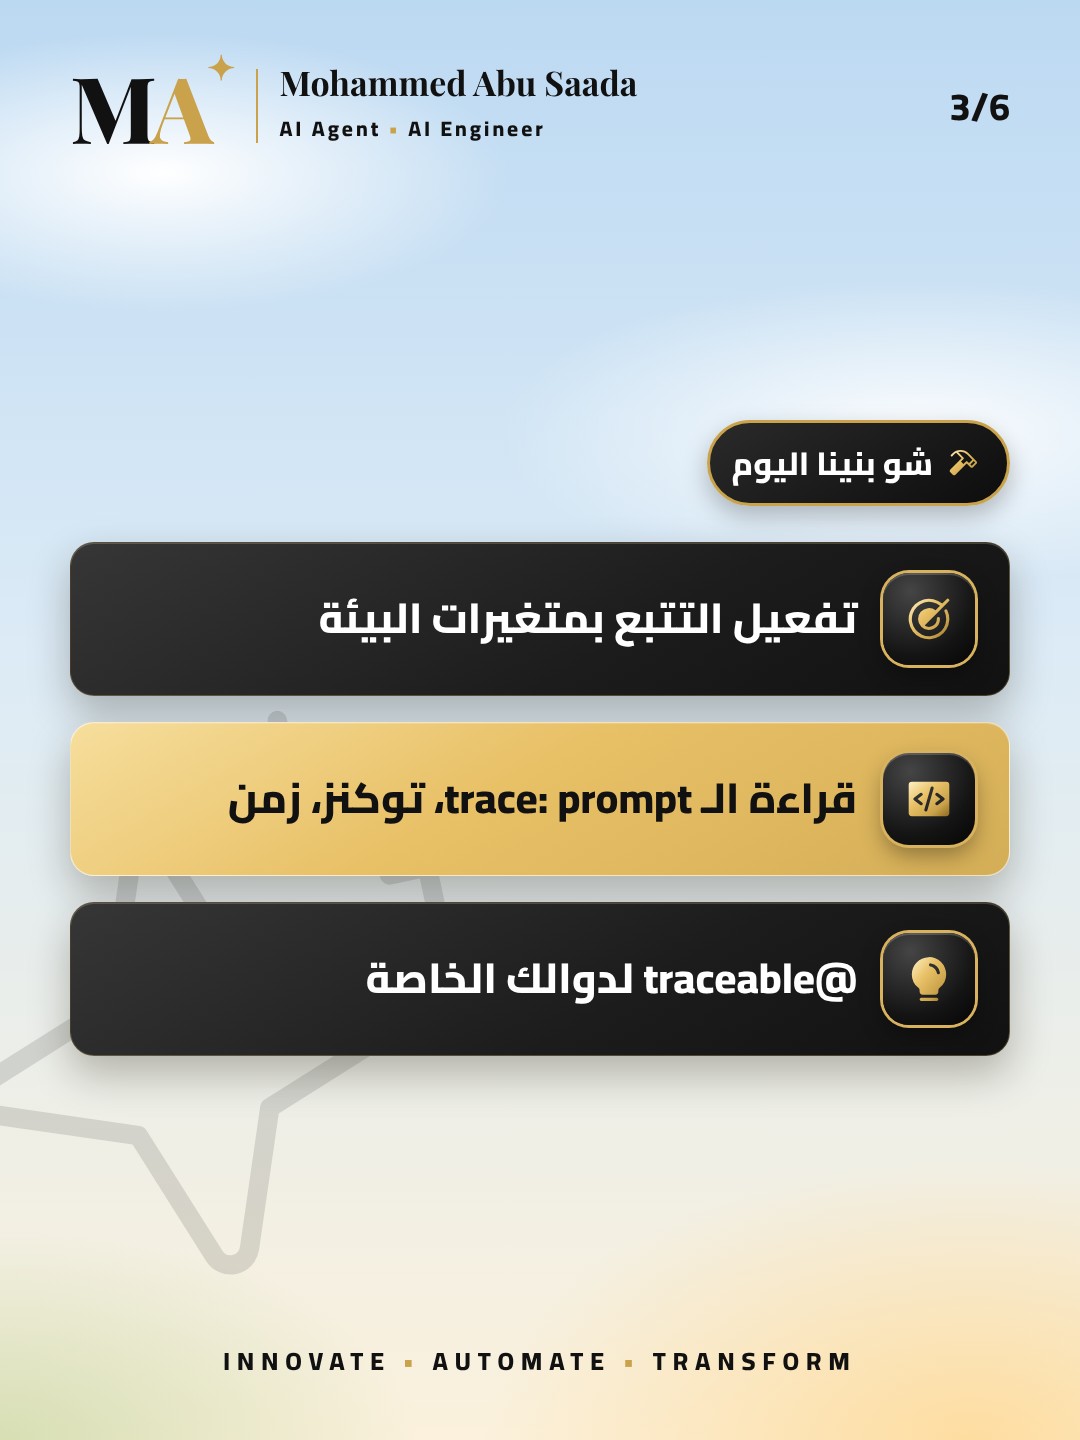 MA
Mohammed Abu Saada
AI Agent ▪ AI Engineer
3/6
شو بنينا اليوم
تفعيل التتبع بمتغيرات البيئة
قراءة الـ trace: prompt، توكنز، زمن
@traceable لدوالك الخاصة
INNOVATE ▪ AUTOMATE ▪ TRANSFORM